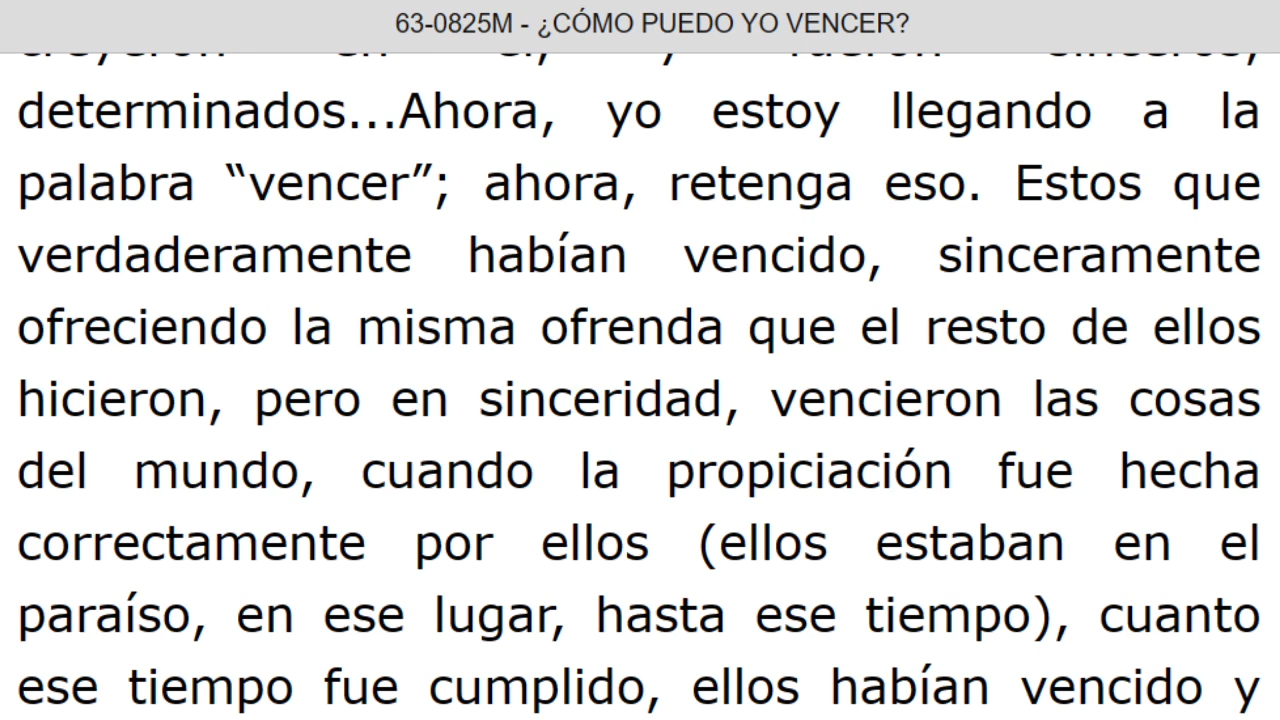 63-0825M - ¿CÓMO PUEDO YO VENCER?
determinados...Ahora, yo estoy llegando a la
palabra “vencer”; ahora, retenga eso. Estos que
verdaderamente habían vencido, sinceramente
ofreciendo la misma ofrenda que el resto de ellos
hicieron, pero en sinceridad, vencieron las cosas
del mundo, cuando la propiciación fue hecha
correctamente por ellos (ellos estaban en el
paraíso, en ese lugar, hasta ese tiempo), cuanto
ese tiempo fue cumplido, ellos habían vencido y